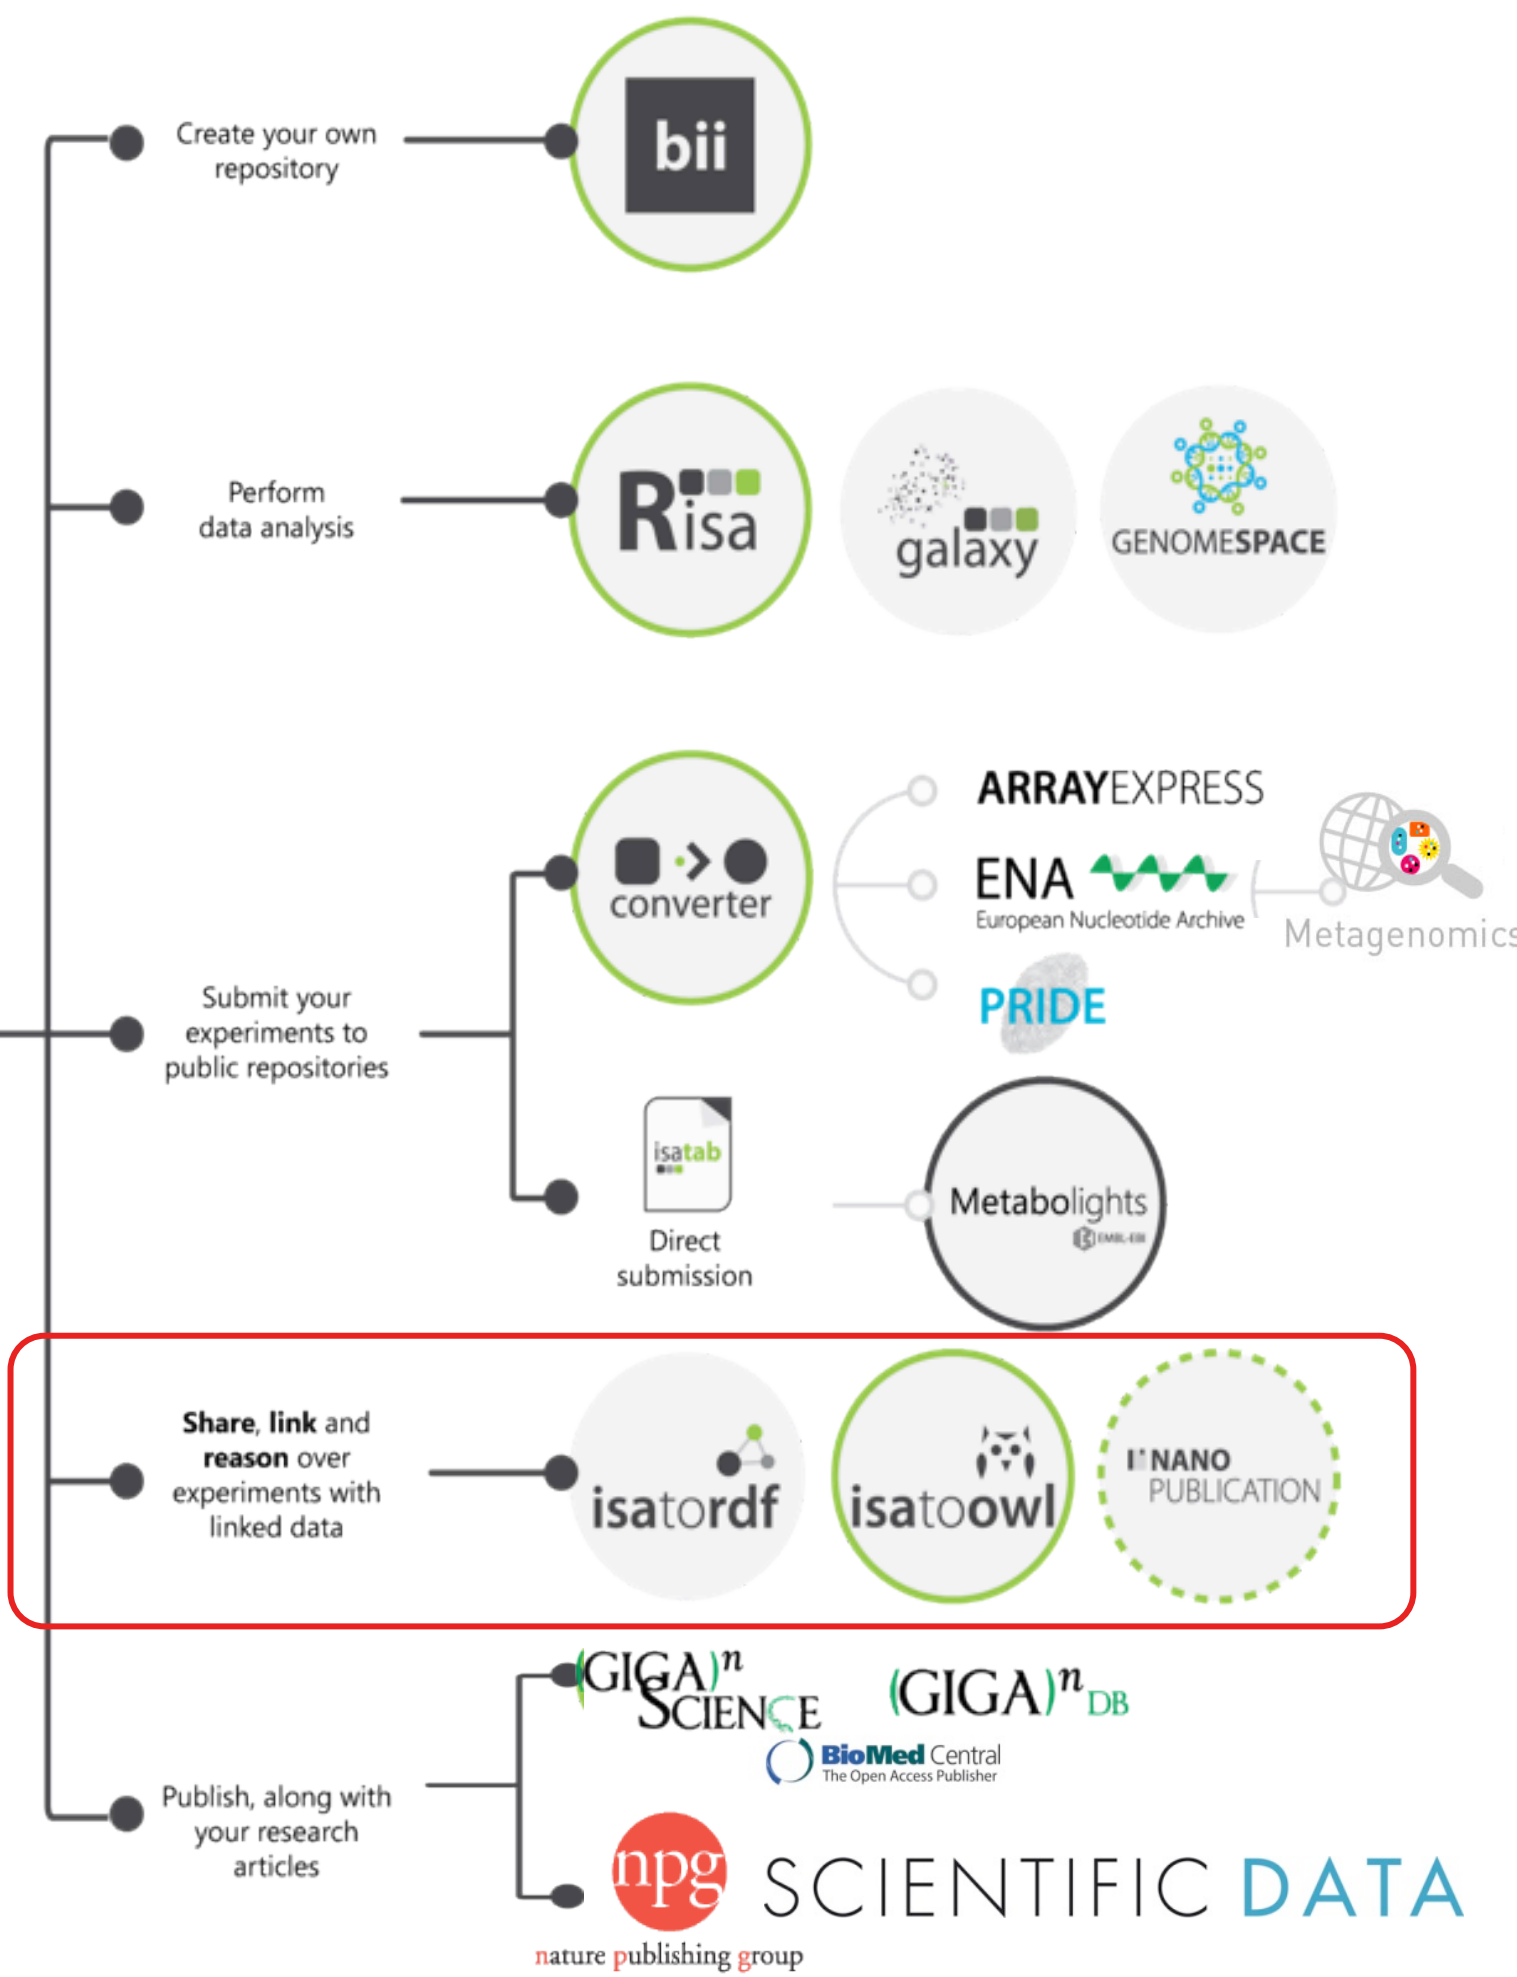 Create your own
repository
bii
Perform
data analysis
Risa
galaxy
GENOMESPACE
Submit your
experiments to
public repositories
converter
ARRAYEXPRESS
ENA
European Nucleotide Archive
Metagenomics
PRIDE
isatab
Direct
submission
Metabolights
EMBL-EBI
Share, link and
reason over
experiments with
linked data
isatordf
isatoowl
NANO
PUBLICATION
Publish, along with
your research
articles
(GIGA)n
SCIENCE
(GIGA)n DB
BioMed Central
The Open Access Publisher
npg
nature publishing group
SCIENTIFIC DATA